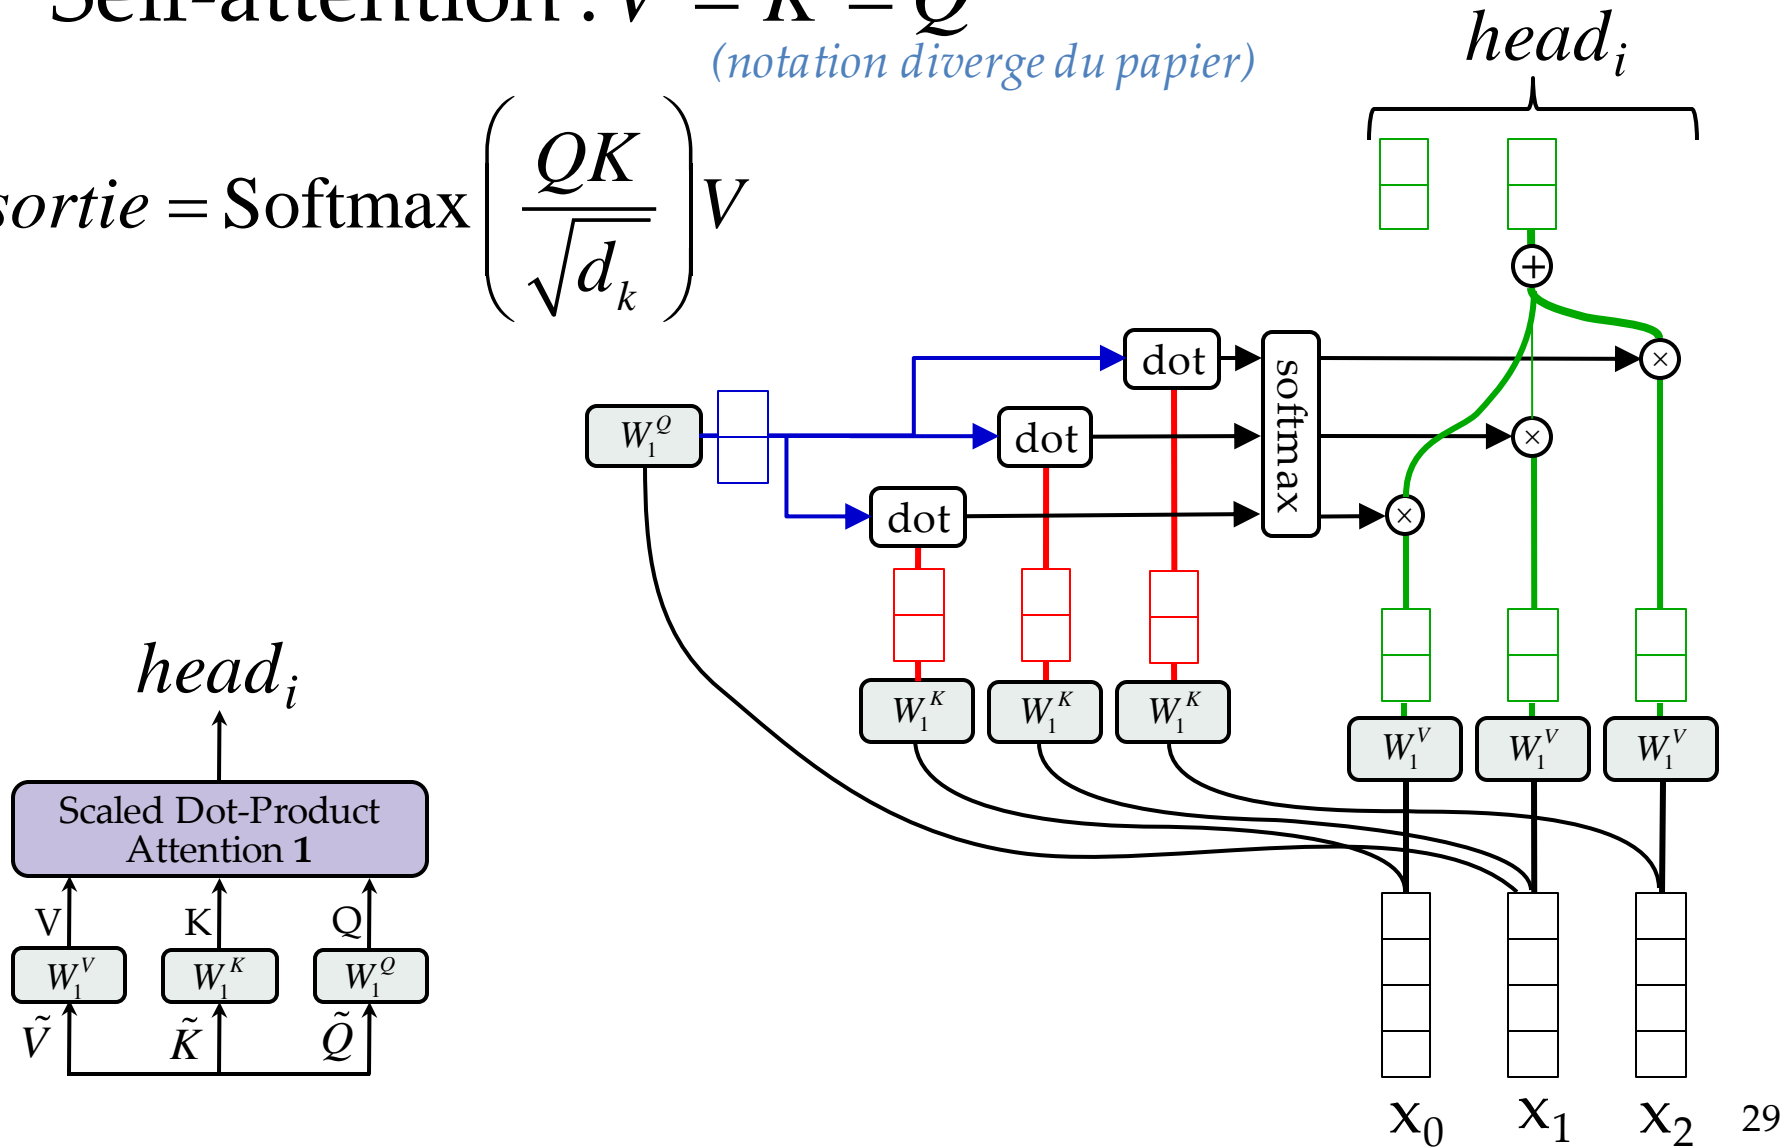 Self-attention : V = K = Q
(notation diverge du papier)
head_i
sortie = Softmax ( QK / √d_k ) V
dot
softmax
W_1^Q
dot
dot
head_i
W_1^K W_1^K W_1^K
W_1^V W_1^V W_1^V
Scaled Dot-Product
Attention 1
V K Q
W_1^V W_1^K W_1^Q
Ṽ K̃ Q̃
x_0 x_1 x_2 29